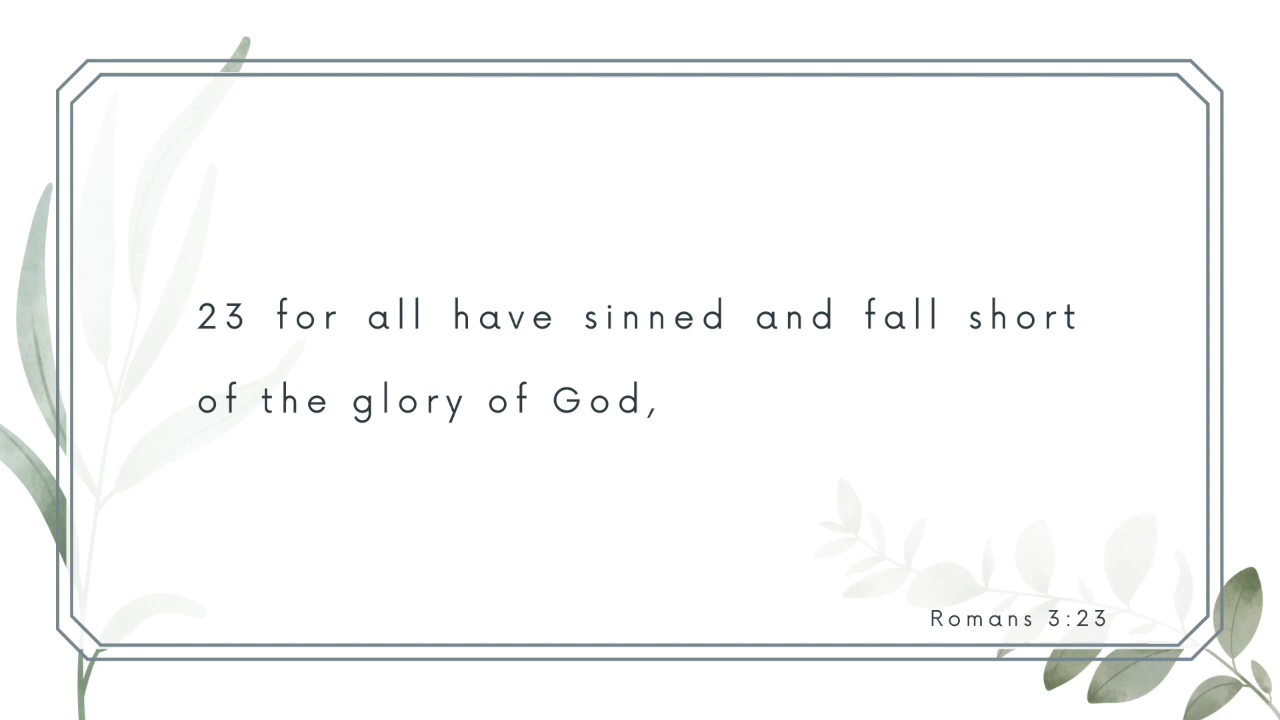 23 for all have sinned and fall short
of the glory of God,
Romans 3:23